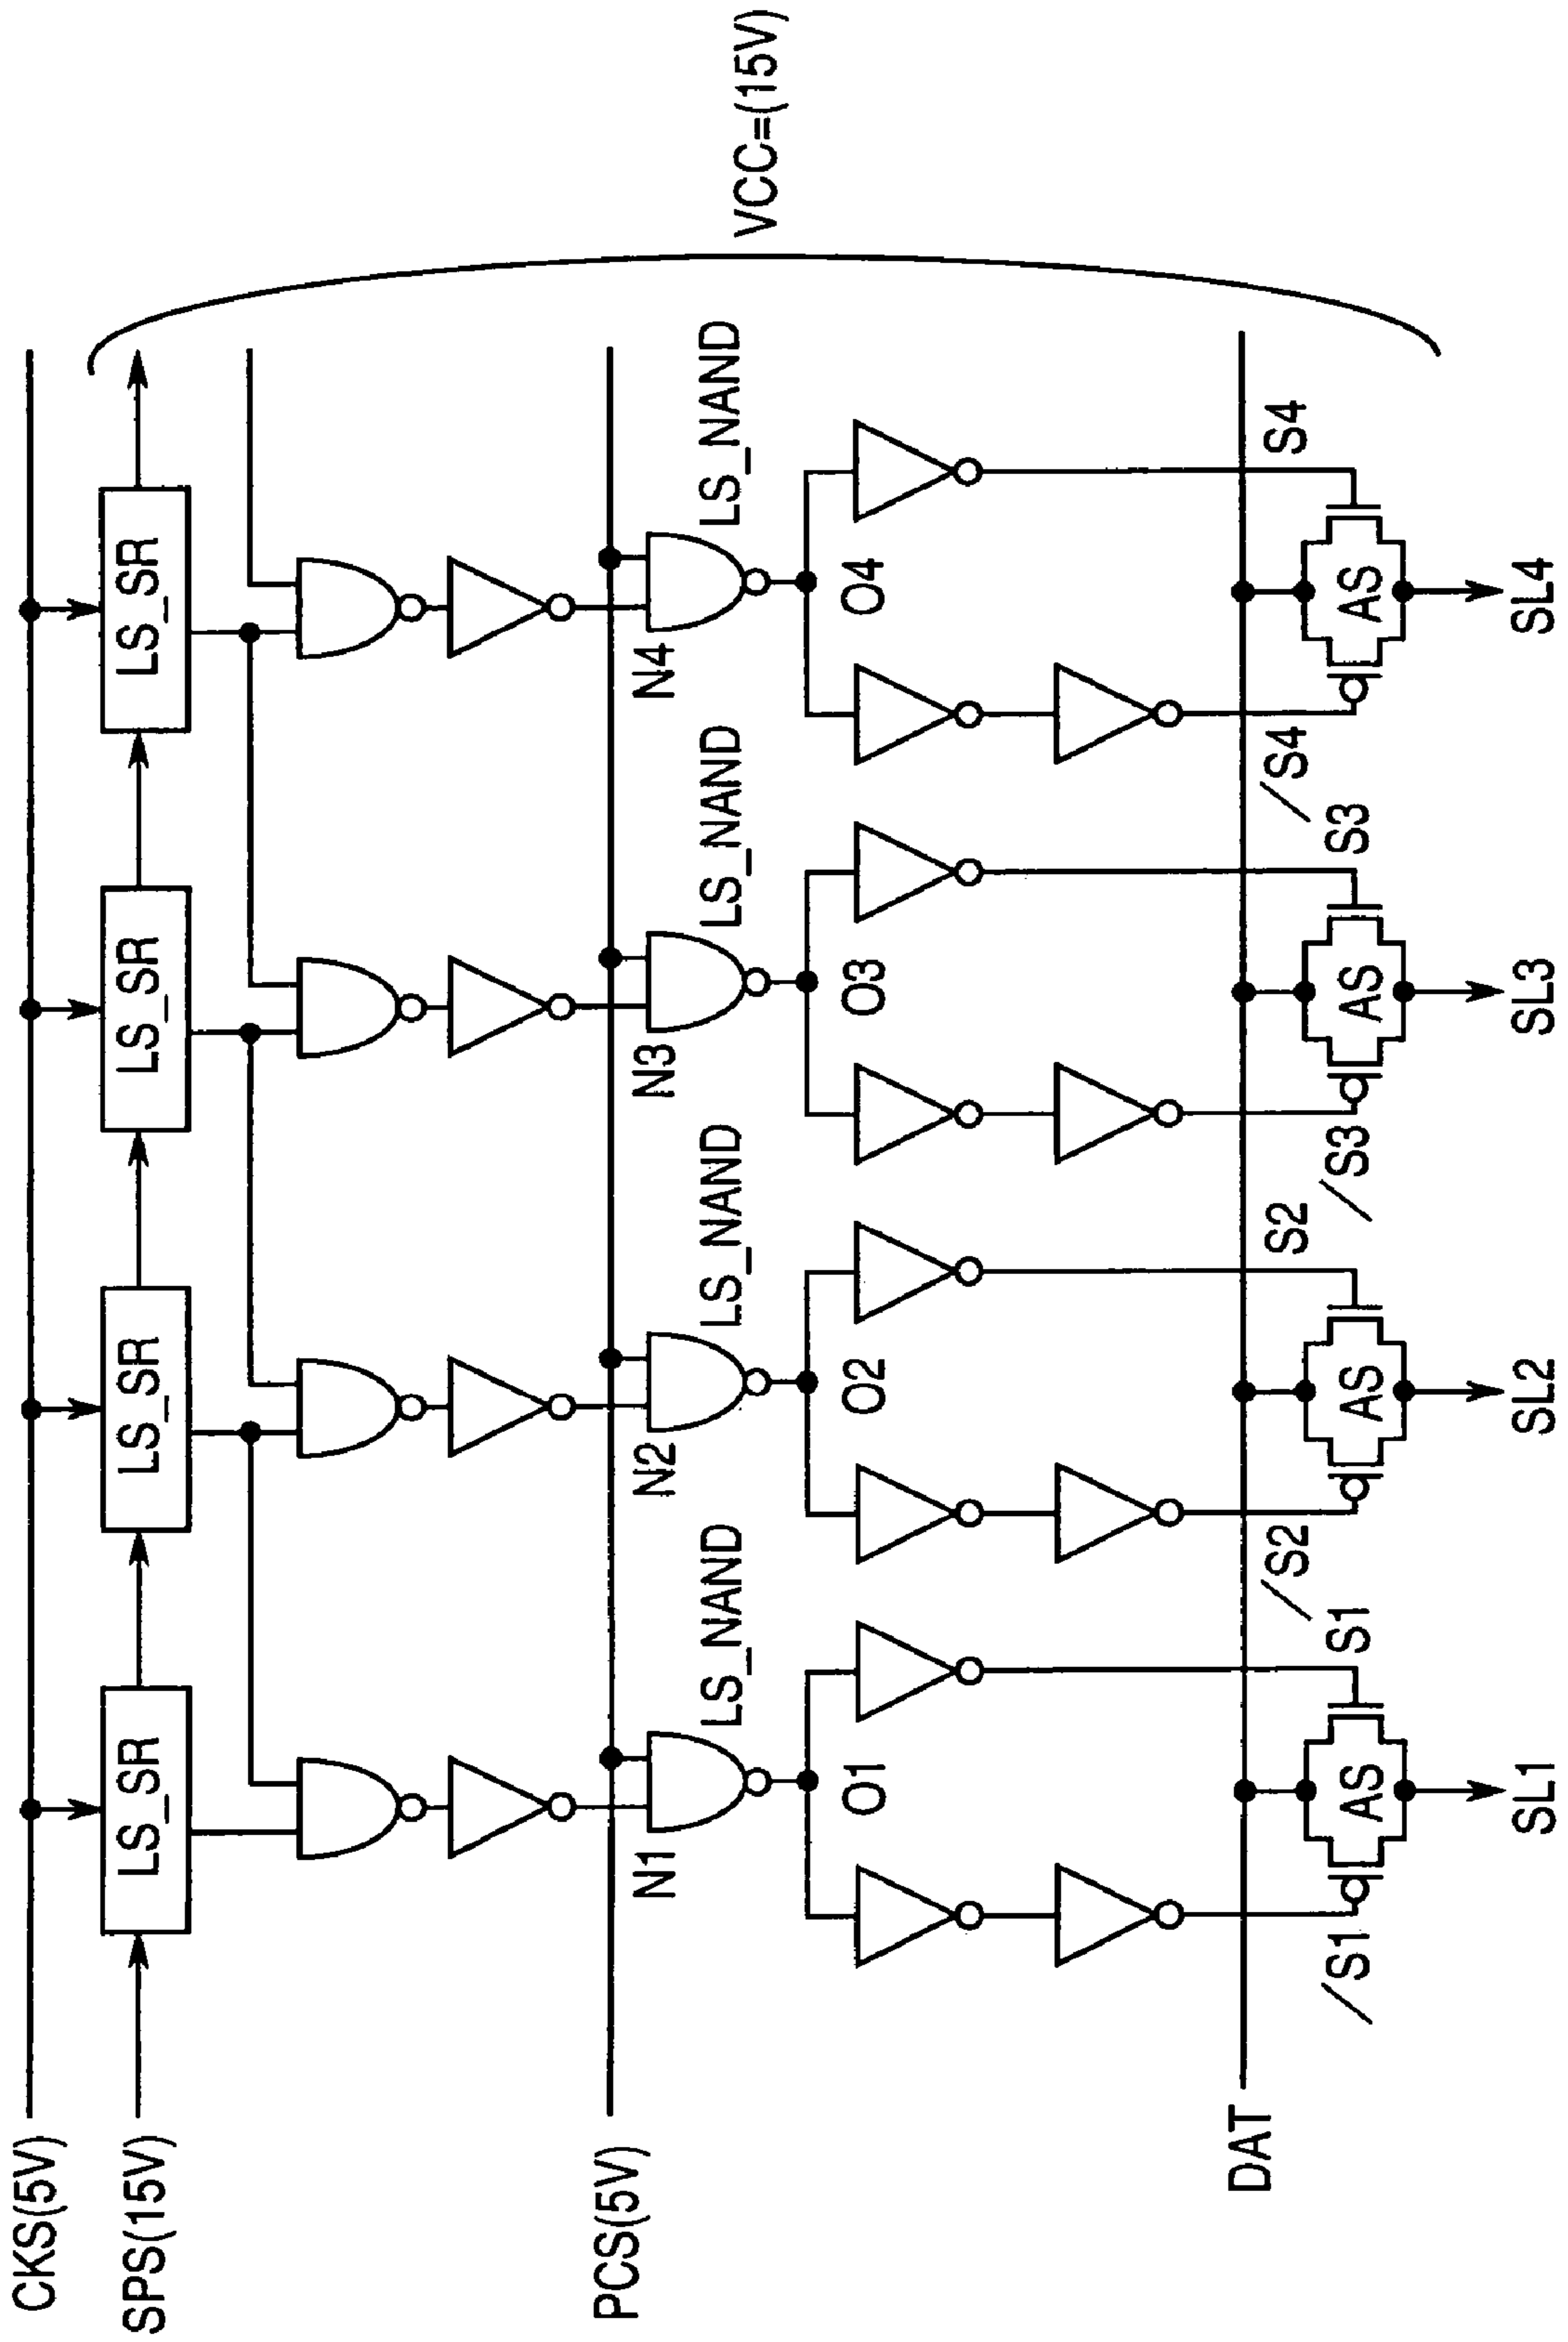 CKS(5V)
SPS(15V)
LS_SR
LS_SR
LS_SR
LS_SR
VCC=(15V)
PCS(5V)
N1
LS_NAND
N2
LS_NAND
N3
LS_NAND
N4
LS_NAND
O1
O2
O3
O4
DAT
/S1
S1
/S2
S2
/S3
S3
/S4
S4
AS
AS
AS
AS
SL1
SL2
SL3
SL4